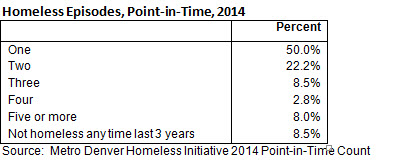 Homeless Episodes, Point-in-Time, 2014
Percent
One 50.0%
Two 22.2%
Three 8.5%
Four 2.8%
Five or more 8.0%
Not homeless any time last 3 years 8.5%
Source: Metro Denver Homeless Initiative 2014 Point-in-Time Count